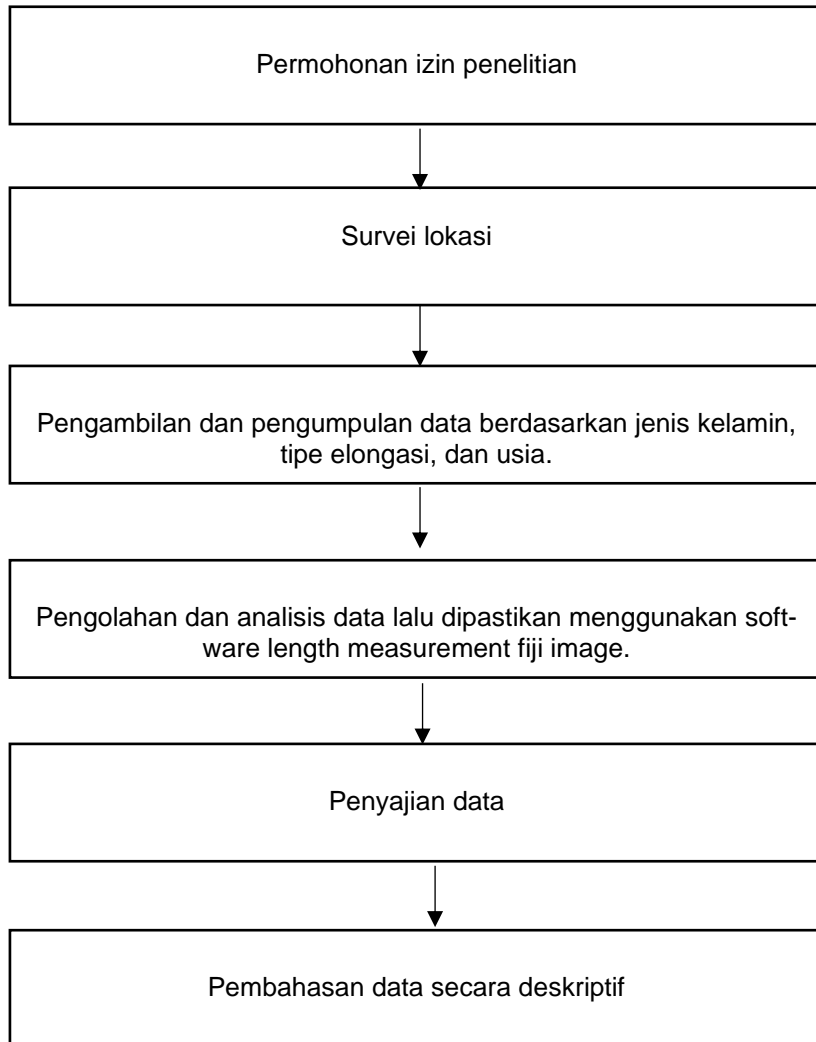 Permohonan izin penelitian
Survei lokasi
Pengambilan dan pengumpulan data berdasarkan jenis kelamin,
tipe elongasi, dan usia.
Pengolahan dan analisis data lalu dipastikan menggunakan soft-
ware length measurement fiji image.
Penyajian data
Pembahasan data secara deskriptif